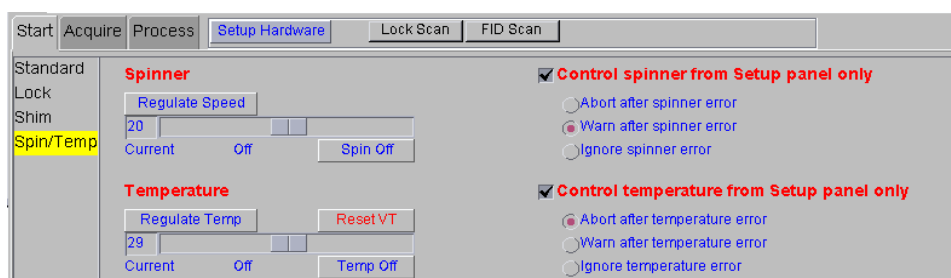 Start Acquire Process Setup Hardware Lock Scan FID Scan
Standard
Lock
Shim
Spin/Temp
Spinner
Regulate Speed
20
Current Off Spin Off
Control spinner from Setup panel only
Abort after spinner error
Warn after spinner error
Ignore spinner error
Temperature
Regulate Temp Reset VT
29
Current Off Temp Off
Control temperature from Setup panel only
Abort after temperature error
Warn after temperature error
Ignore temperature error